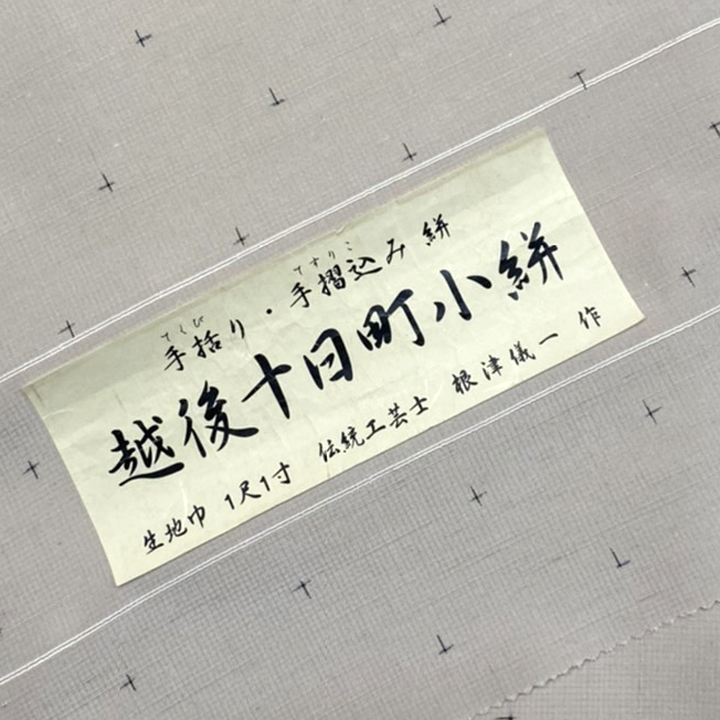 手括り・手摺込み絣
越後十日町小絣
生地巾 1尺1寸 伝統工芸士 根津儀一 作